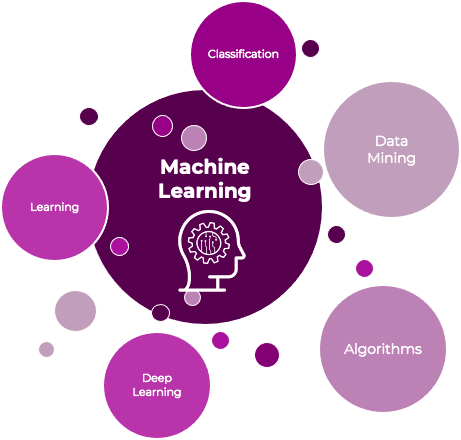 Classification
Data
Mining
Machine
Learning
Learning
Algorithms
Deep
Learning